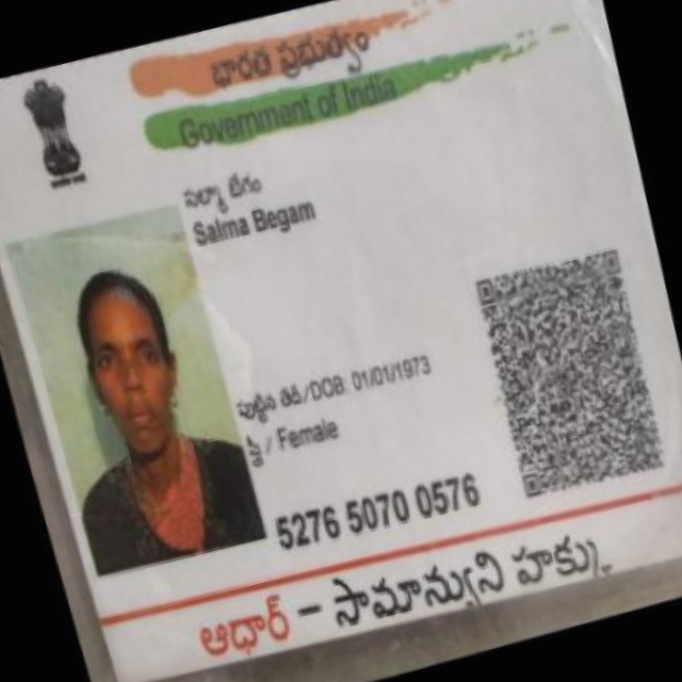 భారత ప్రభుత్వం
Government of India
సల్మా బేగం
Salma Begam
పుట్టిన తేదీ/DOB: 01/01/1973
స్త్రీ / Female
5276 5070 0576
ఆధార్ – సామాన్యుని హక్కు